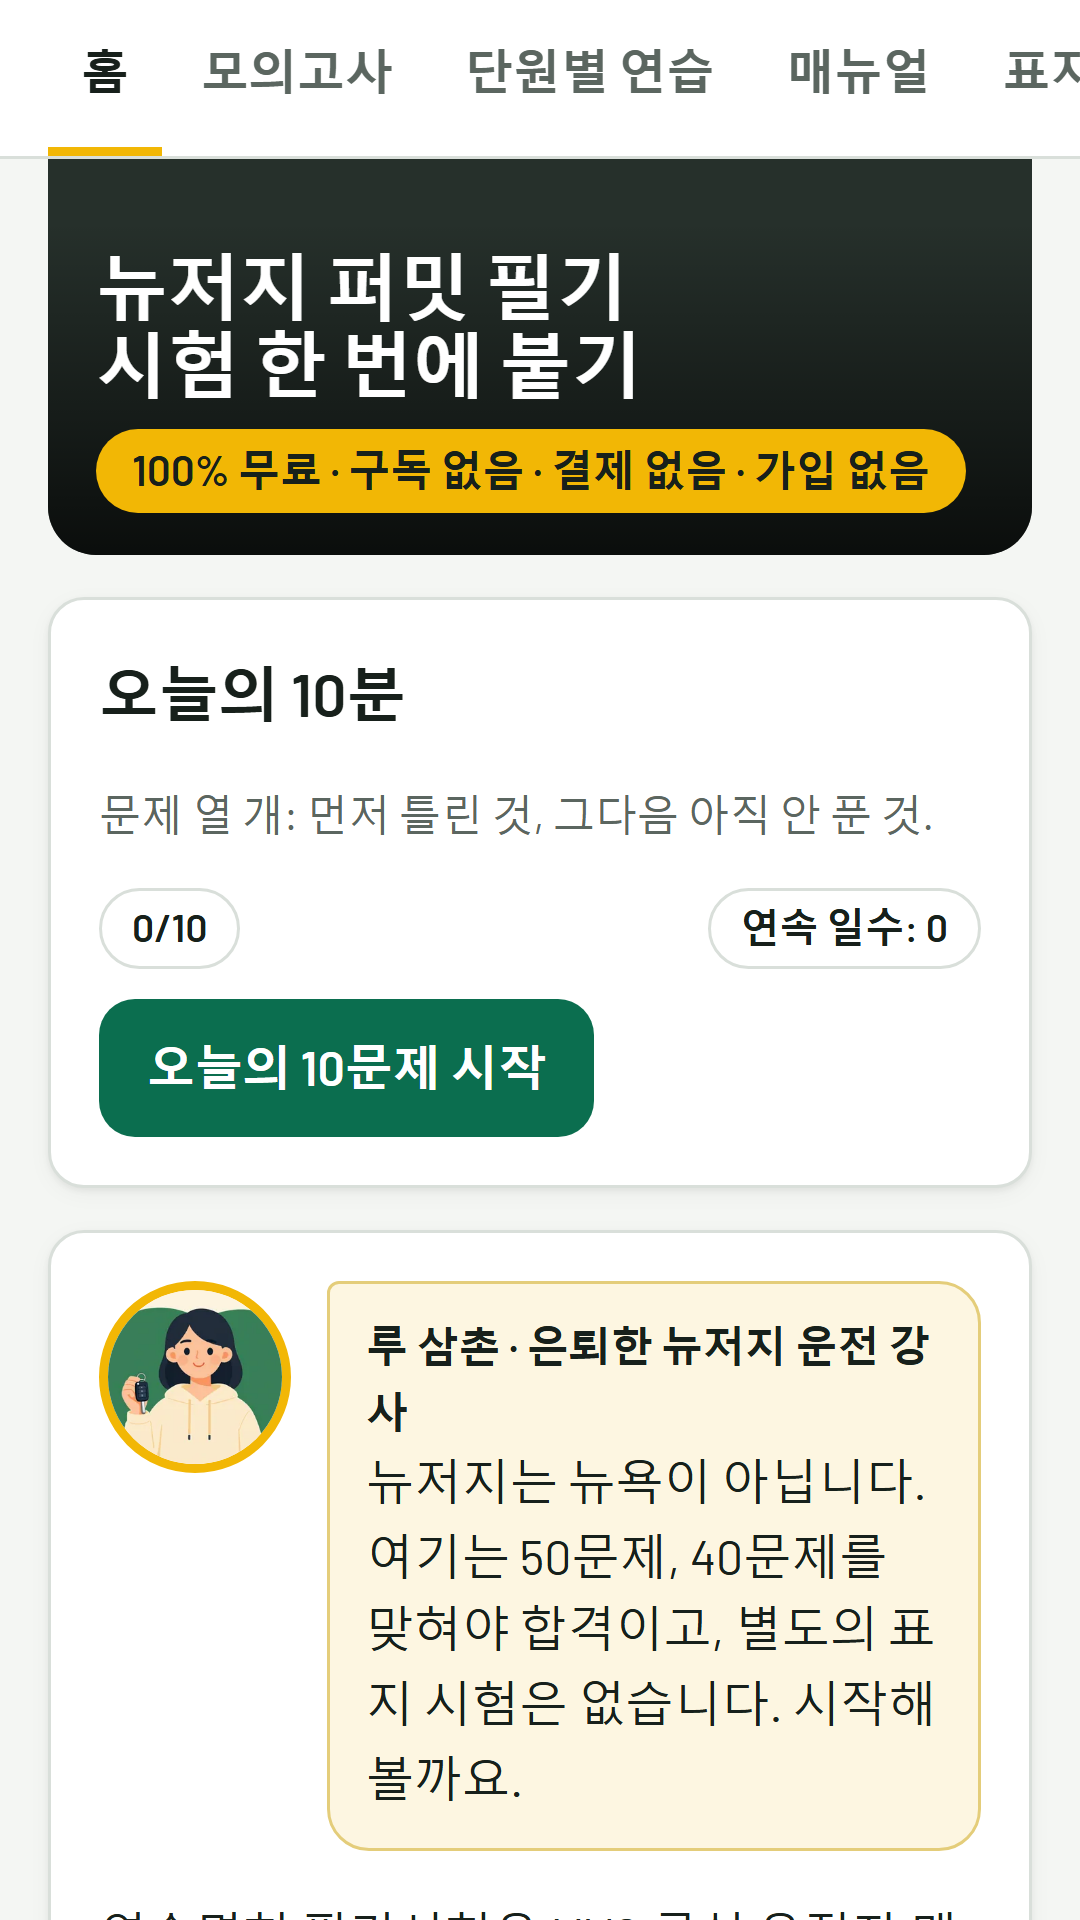 홈 모의고사 단원별 연습 매뉴얼
뉴저지 퍼밋 필기
시험 한 번에 붙기
100% 무료 · 구독 없음 · 결제 없음 · 가입 없음
오늘의 10분
문제 열 개: 먼저 틀린 것, 그다음 아직 안 푼 것.
0/10
연속 일수: 0
오늘의 10문제 시작
루 삼촌 · 은퇴한 뉴저지 운전 강
사
뉴저지는 뉴욕이 아닙니다.
여기는 50문제, 40문제를
맞혀야 합격이고, 별도의 표
지 시험은 없습니다. 시작해
볼까요.